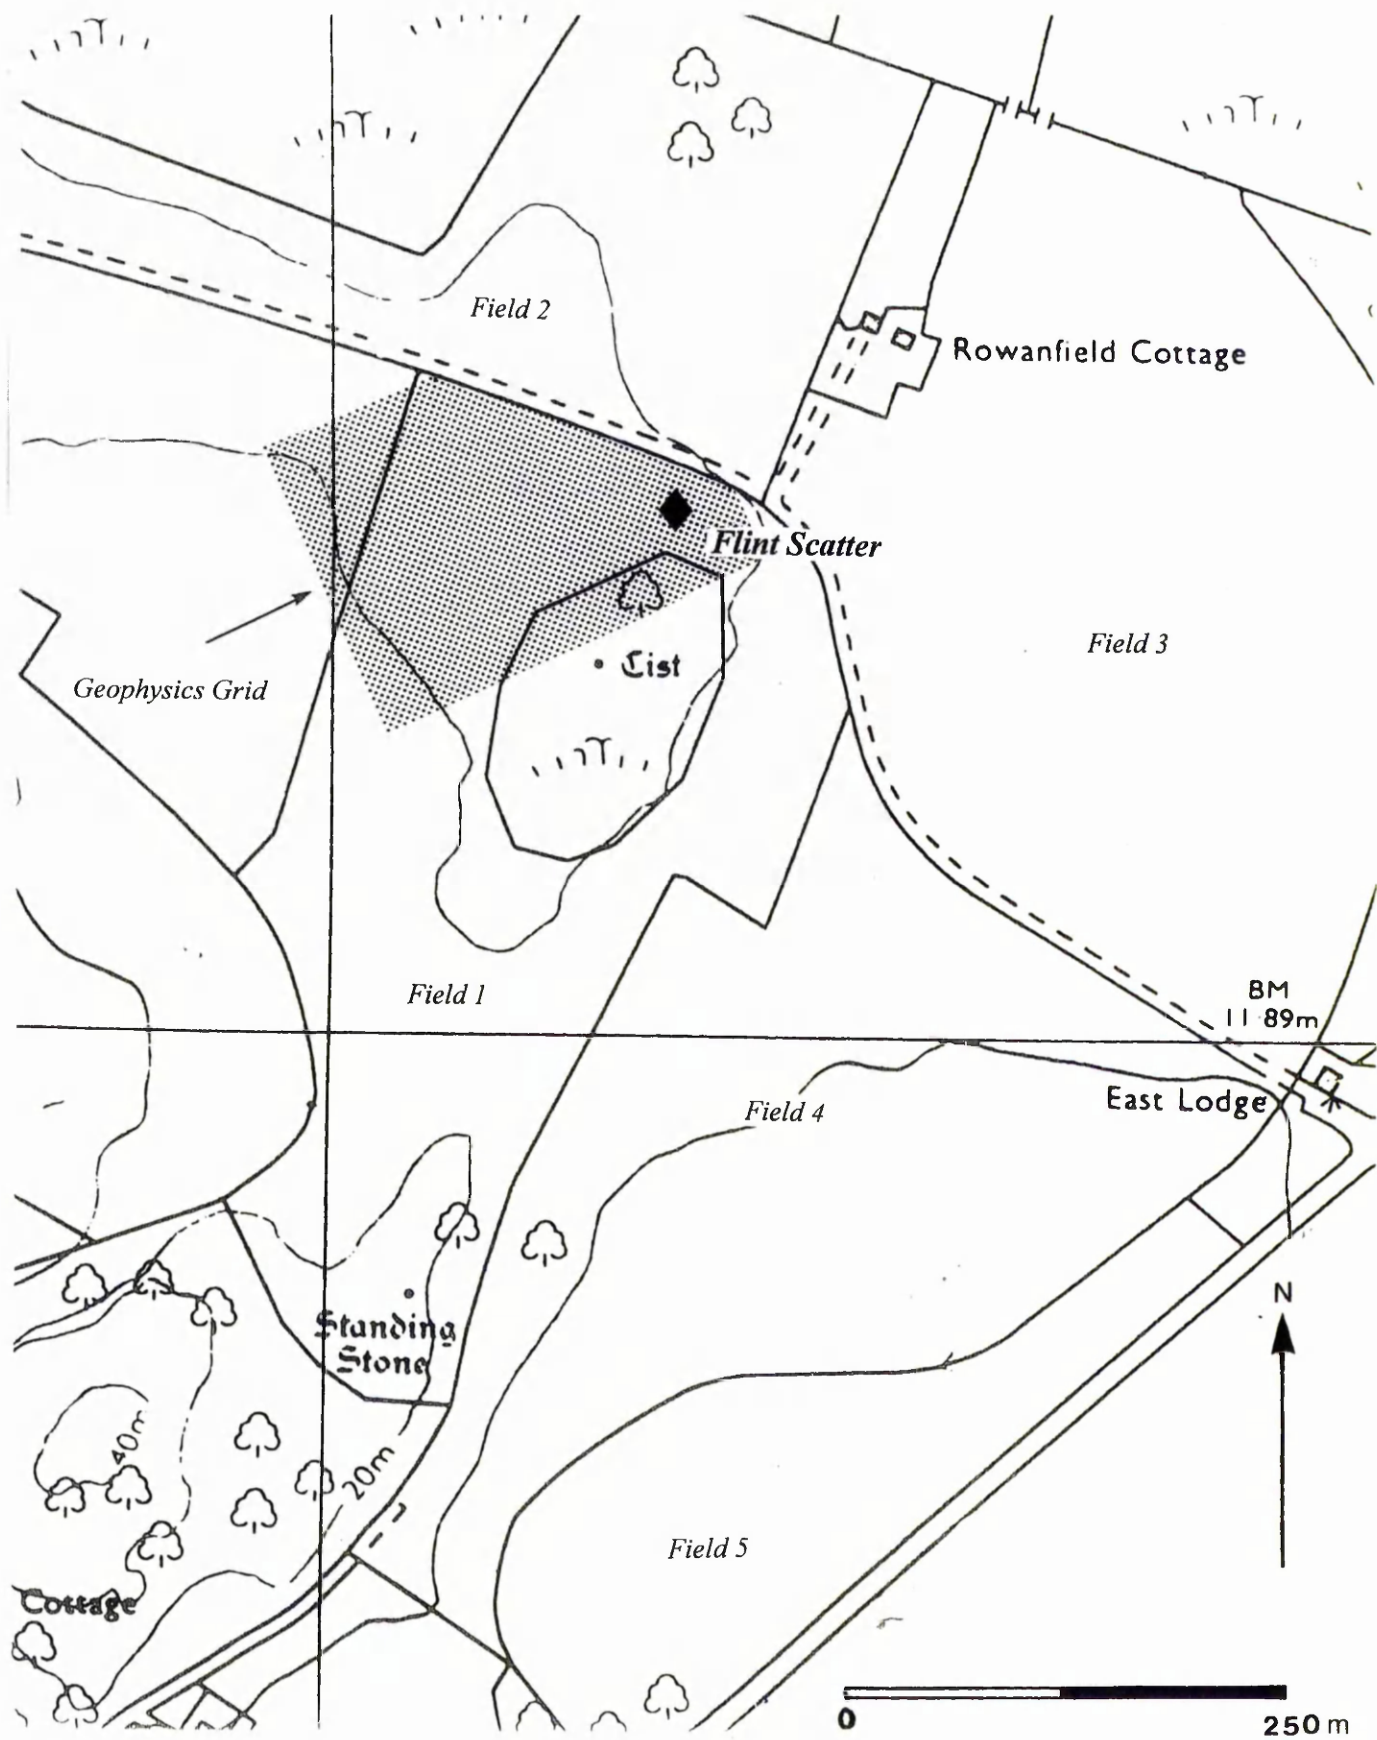 Field 2
Rowanfield Cottage
Flint Scatter
Field 3
Cist
Geophysics Grid
Field 1
BM
11·89m
East Lodge
Field 4
N
Standing
Stone
40m
20m
Field 5
Cottage
0
250 m